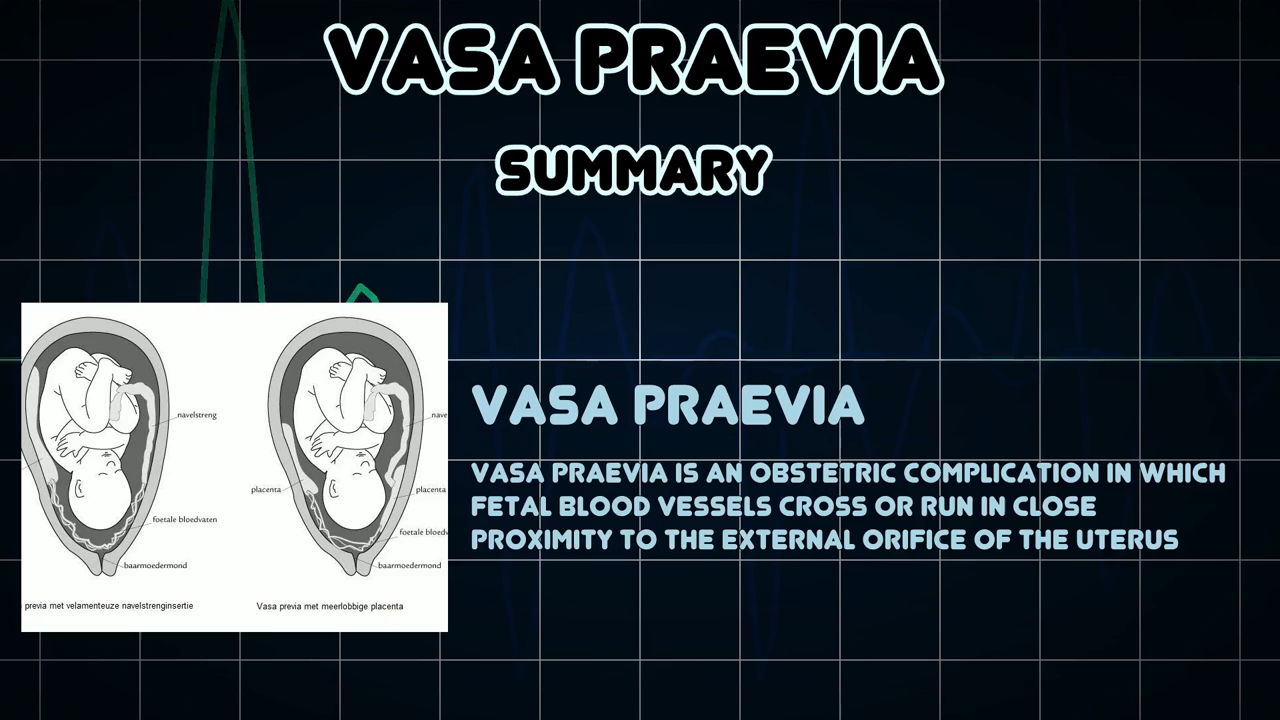 VASA PRAEVIA
SUMMARY
VASA PRAEVIA
VASA PRAEVIA IS AN OBSTETRIC COMPLICATION IN WHICH
FETAL BLOOD VESSELS CROSS OR RUN IN CLOSE
PROXIMITY TO THE EXTERNAL ORIFICE OF THE UTERUS
navelstreng
foetale bloedvaten
baarmoedermond
previa met velamenteuze navelstrenginsertie
nave
placenta
placenta
foetale bloedv
baarmoedermond
Vasa previa met meerlobbige placenta